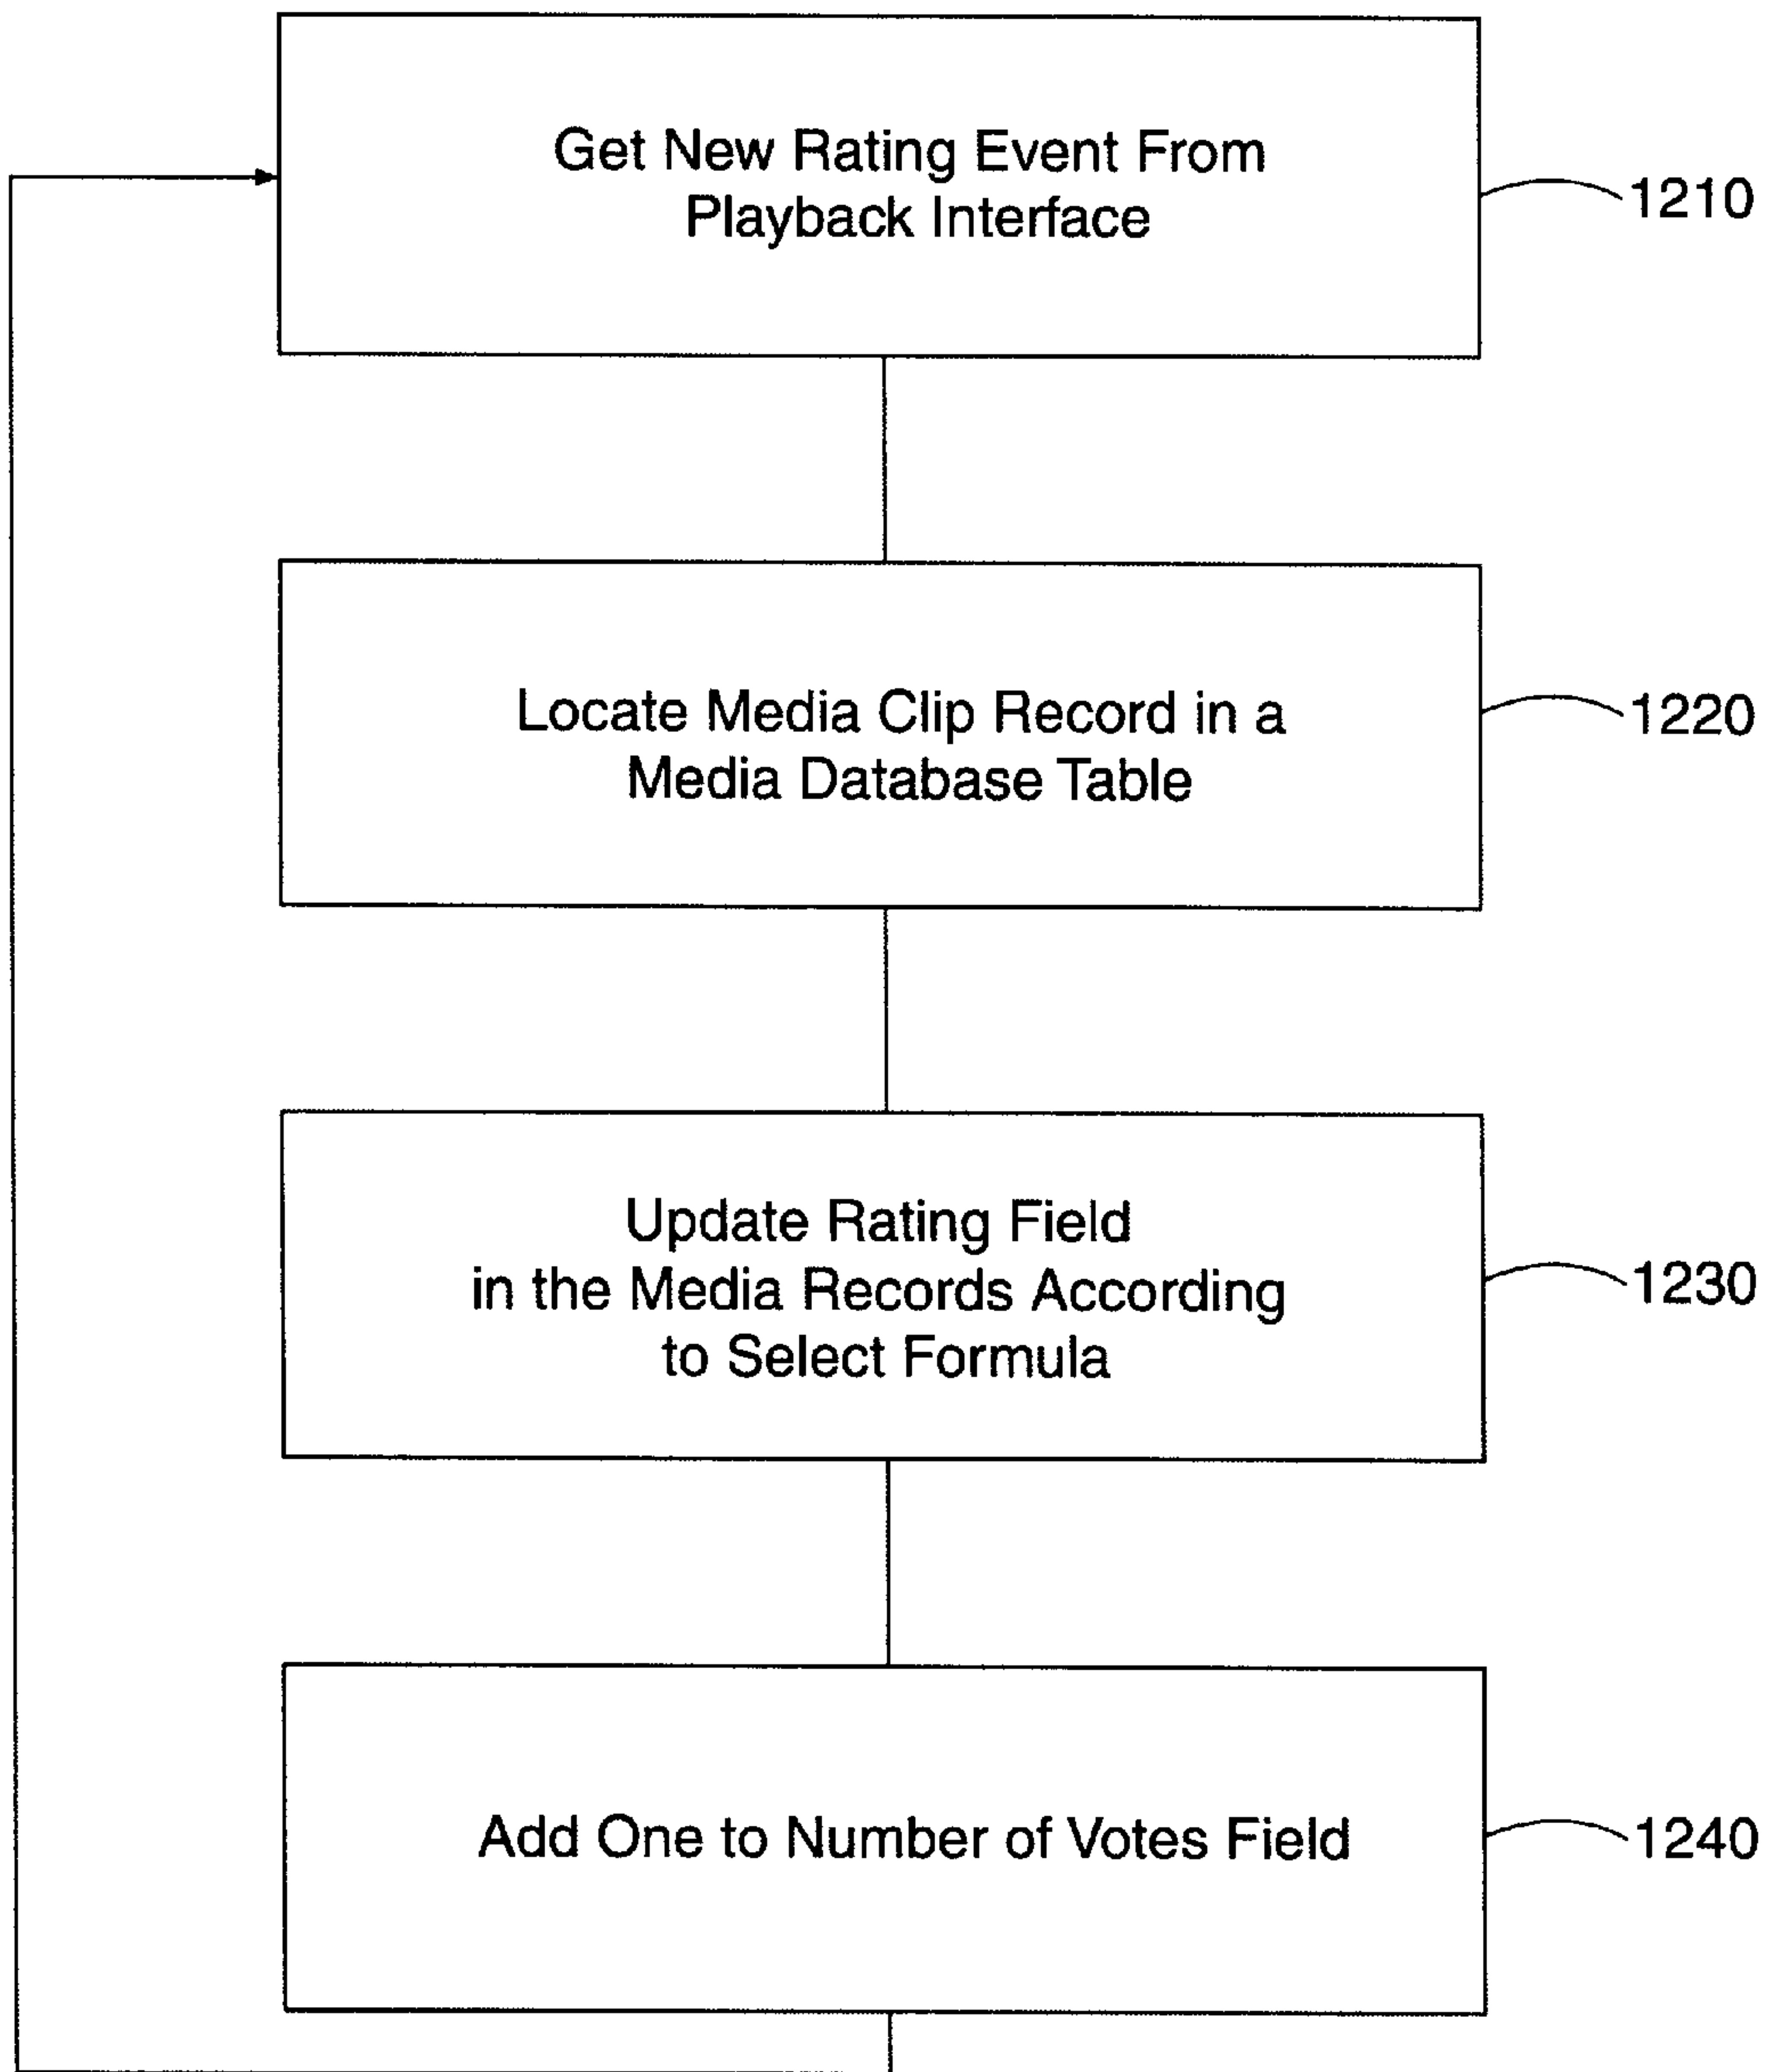 Get New Rating Event From
Playback Interface
1210
Locate Media Clip Record in a
Media Database Table
1220
Update Rating Field
in the Media Records According
to Select Formula
1230
Add One to Number of Votes Field
1240